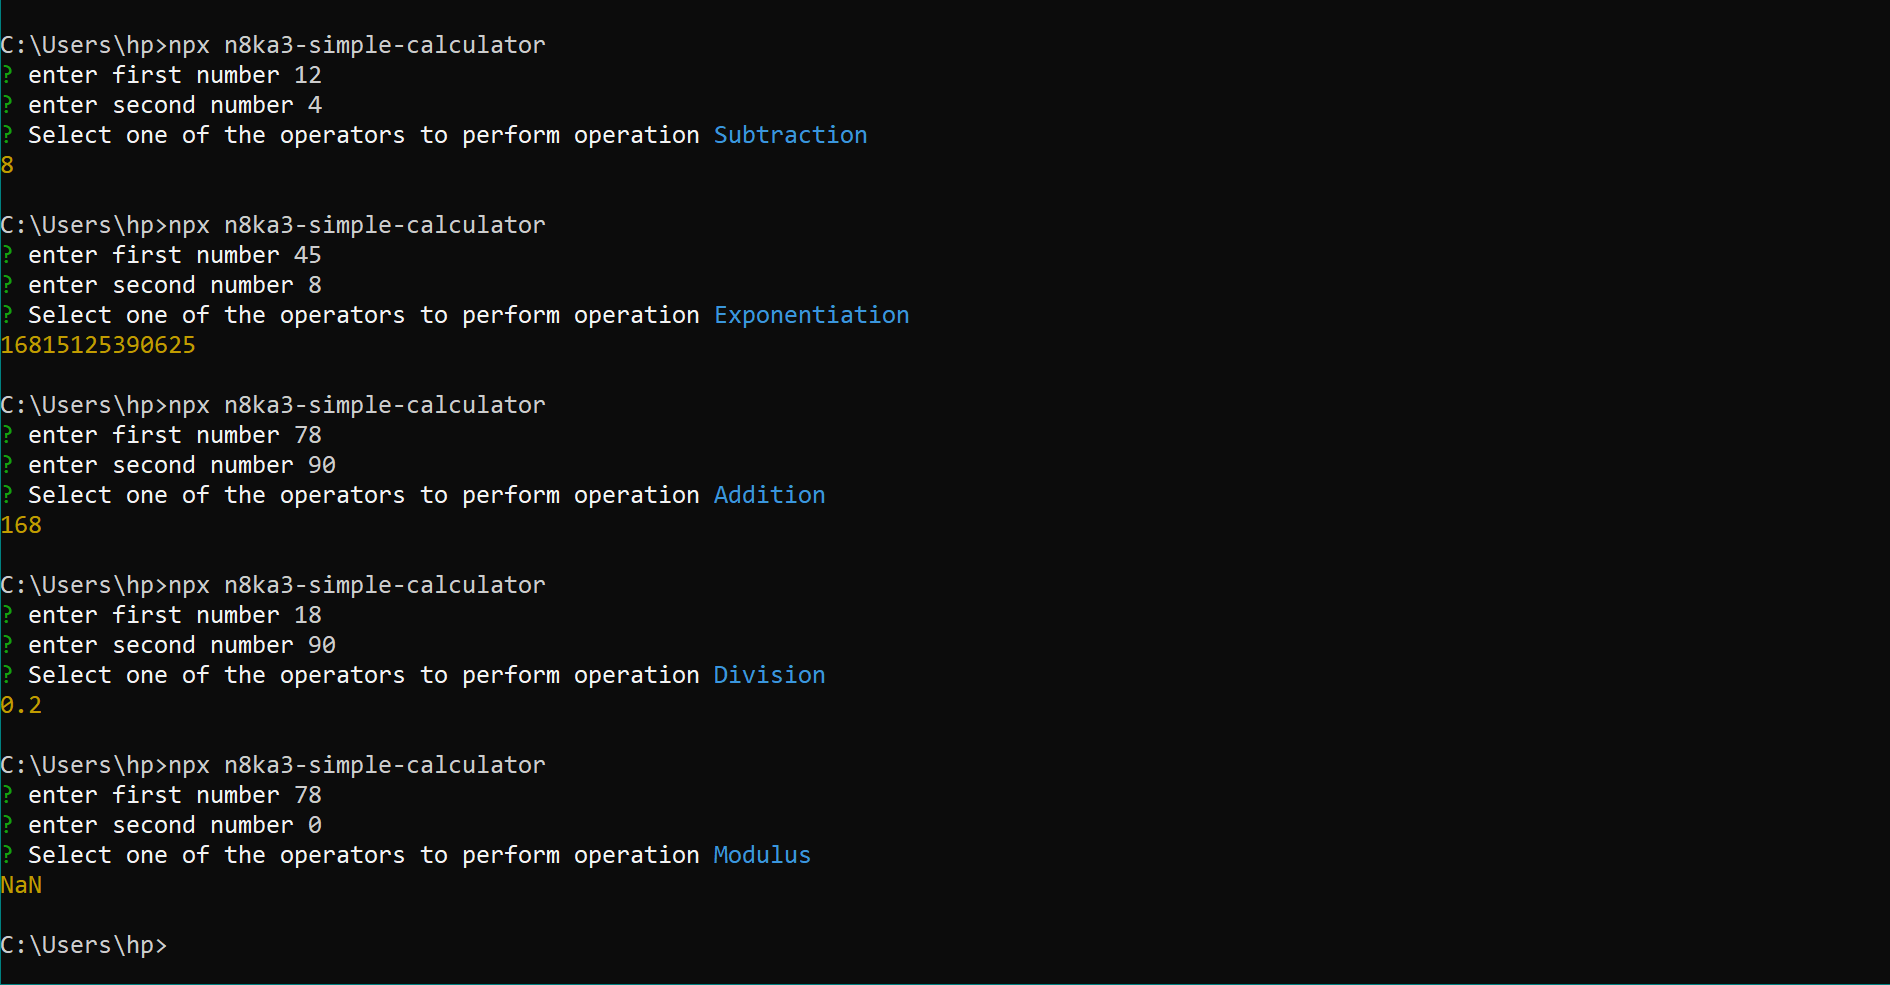 C:\Users\hp>npx n8ka3-simple-calculator
? enter first number 12
? enter second number 4
? Select one of the operators to perform operation Subtraction
8
C:\Users\hp>npx n8ka3-simple-calculator
? enter first number 45
? enter second number 8
? Select one of the operators to perform operation Exponentiation
16815125390625
C:\Users\hp>npx n8ka3-simple-calculator
? enter first number 78
? enter second number 90
? Select one of the operators to perform operation Addition
168
C:\Users\hp>npx n8ka3-simple-calculator
? enter first number 18
? enter second number 90
? Select one of the operators to perform operation Division
0.2
C:\Users\hp>npx n8ka3-simple-calculator
? enter first number 78
? enter second number 0
? Select one of the operators to perform operation Modulus
NaN
C:\Users\hp>